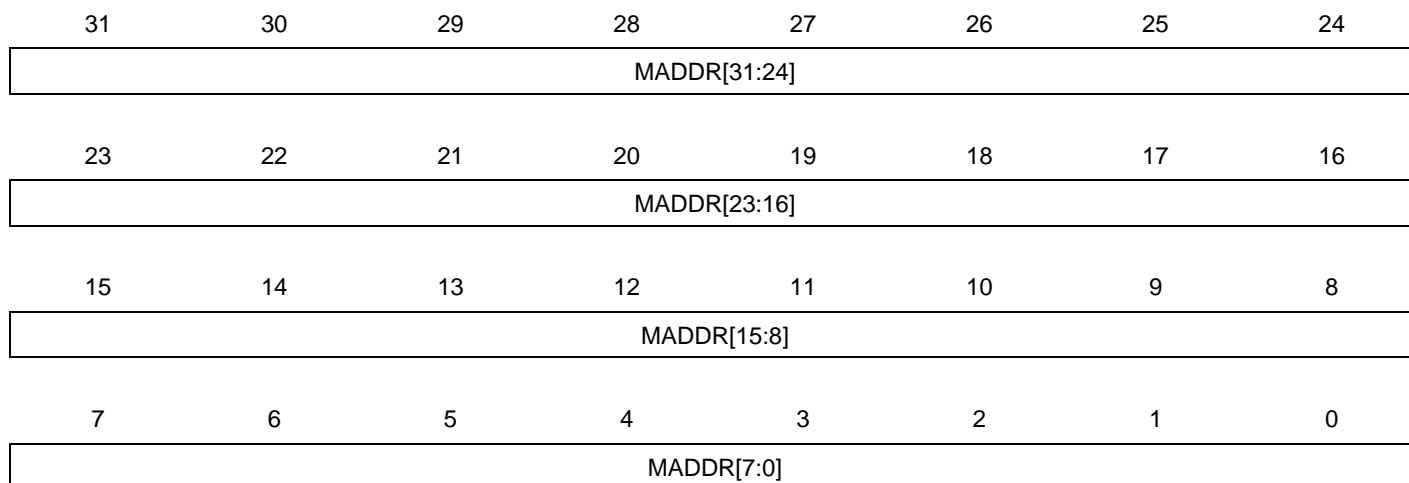 31 30 29 28 27 26 25 24
MADDR[31:24]
23 22 21 20 19 18 17 16
MADDR[23:16]
15 14 13 12 11 10 9 8
MADDR[15:8]
7 6 5 4 3 2 1 0
MADDR[7:0]